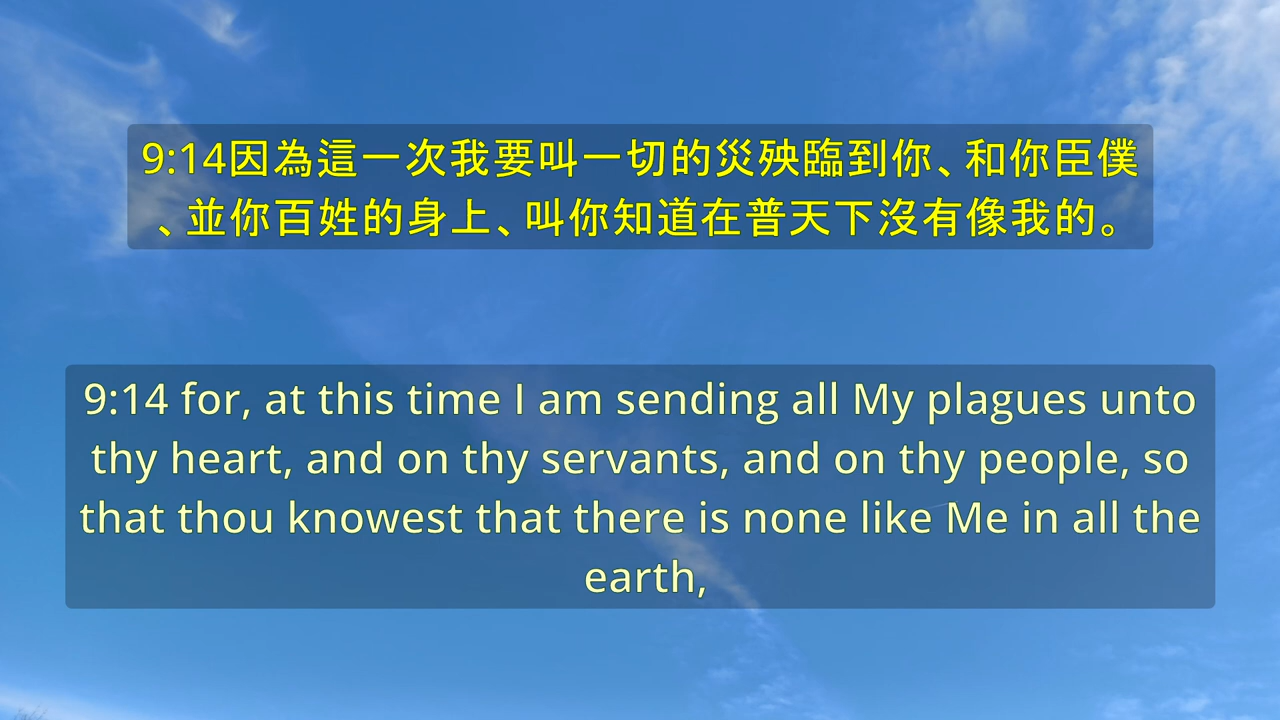 9:14因為這一次我要叫一切的災殃臨到你、和你臣僕
、並你百姓的身上、叫你知道在普天下沒有像我的。
9:14 for, at this time I am sending all My plagues unto
thy heart, and on thy servants, and on thy people, so
that thou knowest that there is none like Me in all the
earth,